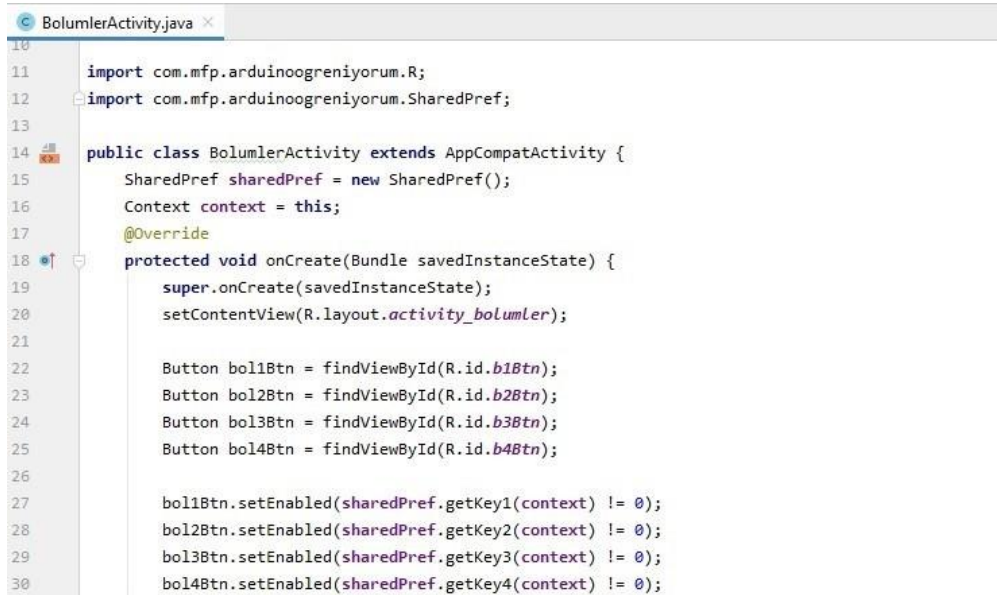 BolumlerActivity.java
10
11 import com.mfp.arduinoogreniyorum.R;
12 import com.mfp.arduinoogreniyorum.SharedPref;
13
14 public class BolumlerActivity extends AppCompatActivity {
15 SharedPref sharedPref = new SharedPref();
16 Context context = this;
17 @Override
18 protected void onCreate(Bundle savedInstanceState) {
19 super.onCreate(savedInstanceState);
20 setContentView(R.layout.activity_bolumler);
21
22 Button bol1Btn = findViewById(R.id.b1Btn);
23 Button bol2Btn = findViewById(R.id.b2Btn);
24 Button bol3Btn = findViewById(R.id.b3Btn);
25 Button bol4Btn = findViewById(R.id.b4Btn);
26
27 bol1Btn.setEnabled(sharedPref.getKey1(context) != 0);
28 bol2Btn.setEnabled(sharedPref.getKey2(context) != 0);
29 bol3Btn.setEnabled(sharedPref.getKey3(context) != 0);
30 bol4Btn.setEnabled(sharedPref.getKey4(context) != 0);